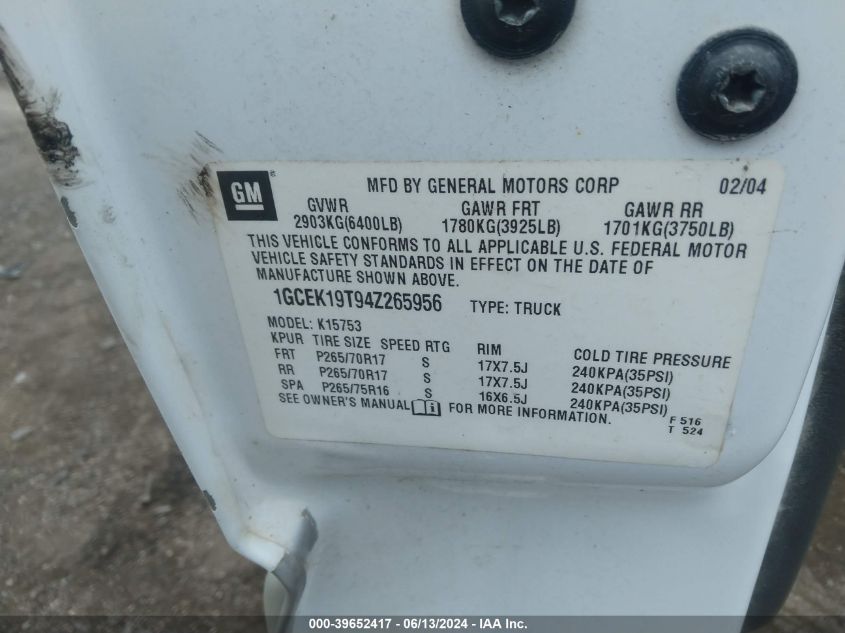 GM MFD BY GENERAL MOTORS CORP 02/04
GVWR GAWR FRT GAWR RR
2903KG(6400LB) 1780KG(3925LB) 1701KG(3750LB)
THIS VEHICLE CONFORMS TO ALL APPLICABLE U.S. FEDERAL MOTOR
VEHICLE SAFETY STANDARDS IN EFFECT ON THE DATE OF
MANUFACTURE SHOWN ABOVE.
1GCEK19T94Z265956 TYPE: TRUCK
MODEL: K15753
KPUR TIRE SIZE SPEED RTG RIM COLD TIRE PRESSURE
FRT P265/70R17 S 17X7.5J 240KPA(35PSI)
RR P265/70R17 S 17X7.5J 240KPA(35PSI)
SPA P265/75R16 S 16X6.5J 240KPA(35PSI)
SEE OWNER'S MANUAL FOR MORE INFORMATION. F 516
T 524
000-39652417 - 06/13/2024 - IAA Inc.